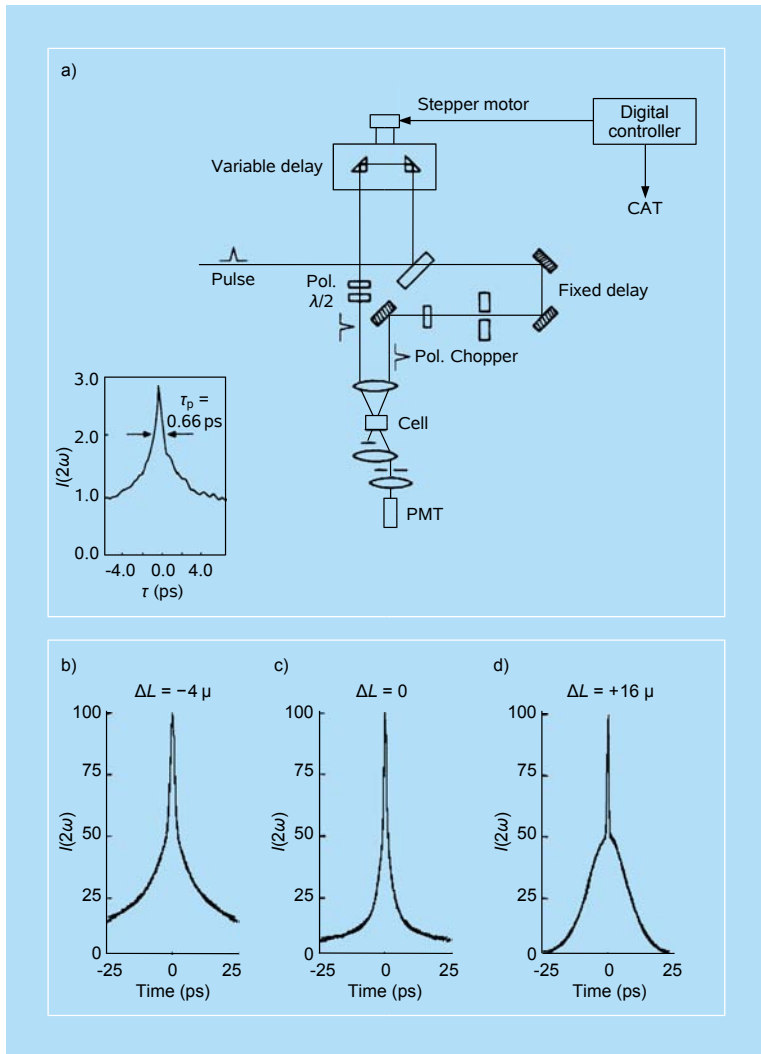 a)
Stepper motor
Digital
controller
Variable delay
CAT
Pulse
Pol.
λ/2
Fixed delay
Pol. Chopper
Cell
PMT
3.0
2.0
1.0
0.0
I(2ω)
τp =
0.66 ps
-4.0 0.0 4.0
τ (ps)
b)
ΔL = −4 μ
100
75
50
25
0
I(2ω)
-25 0 25
Time (ps)
c)
ΔL = 0
100
75
50
25
0
I(2ω)
-25 0 25
Time (ps)
d)
ΔL = +16 μ
100
75
50
25
0
I(2ω)
-25 0 25
Time (ps)